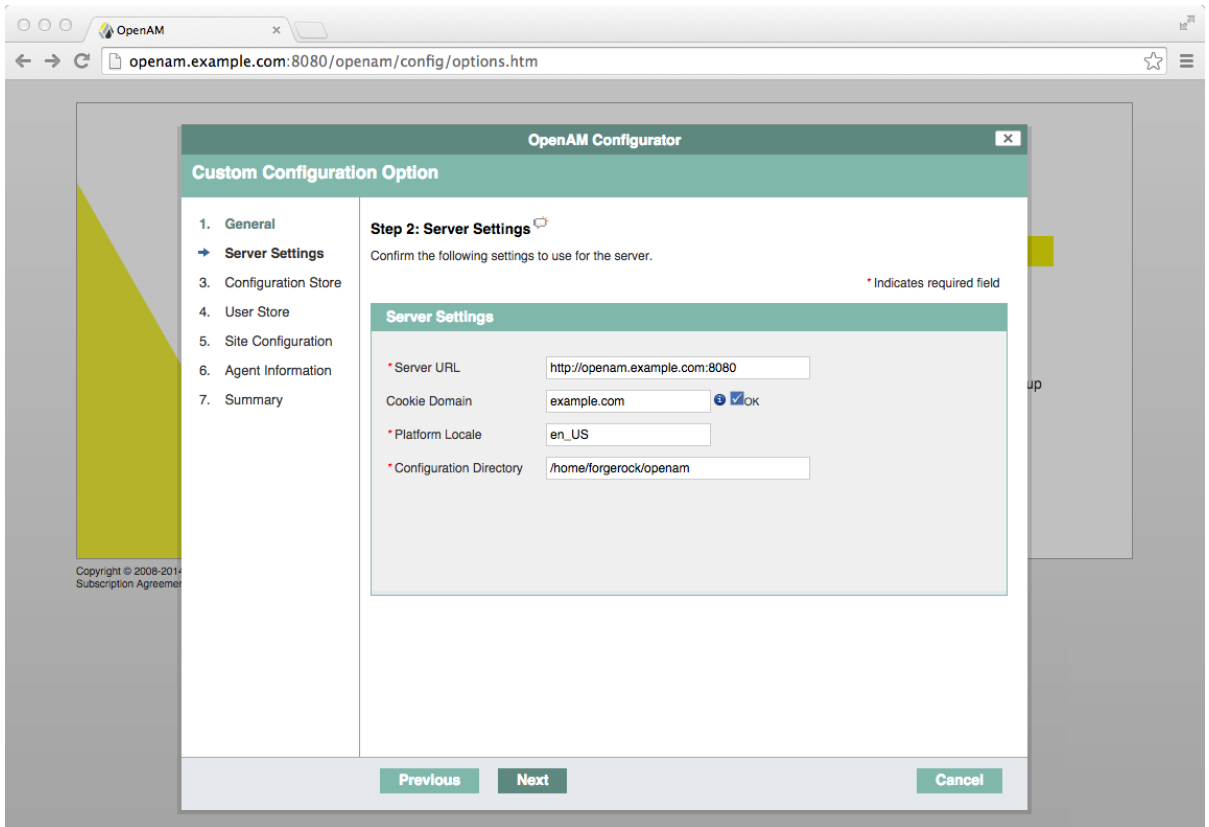 OpenAM
openam.example.com:8080/openam/config/options.htm
OpenAM Configurator
Custom Configuration Option
1. General
Server Settings
3. Configuration Store
4. User Store
5. Site Configuration
6. Agent Information
7. Summary
Step 2: Server Settings
Confirm the following settings to use for the server.
* Indicates required field
Server Settings
* Server URL http://openam.example.com:8080
Cookie Domain example.com OK
* Platform Locale en_US
* Configuration Directory /home/forgerock/openam
up
Copyright © 2008-2014
Subscription
Previous Next Cancel